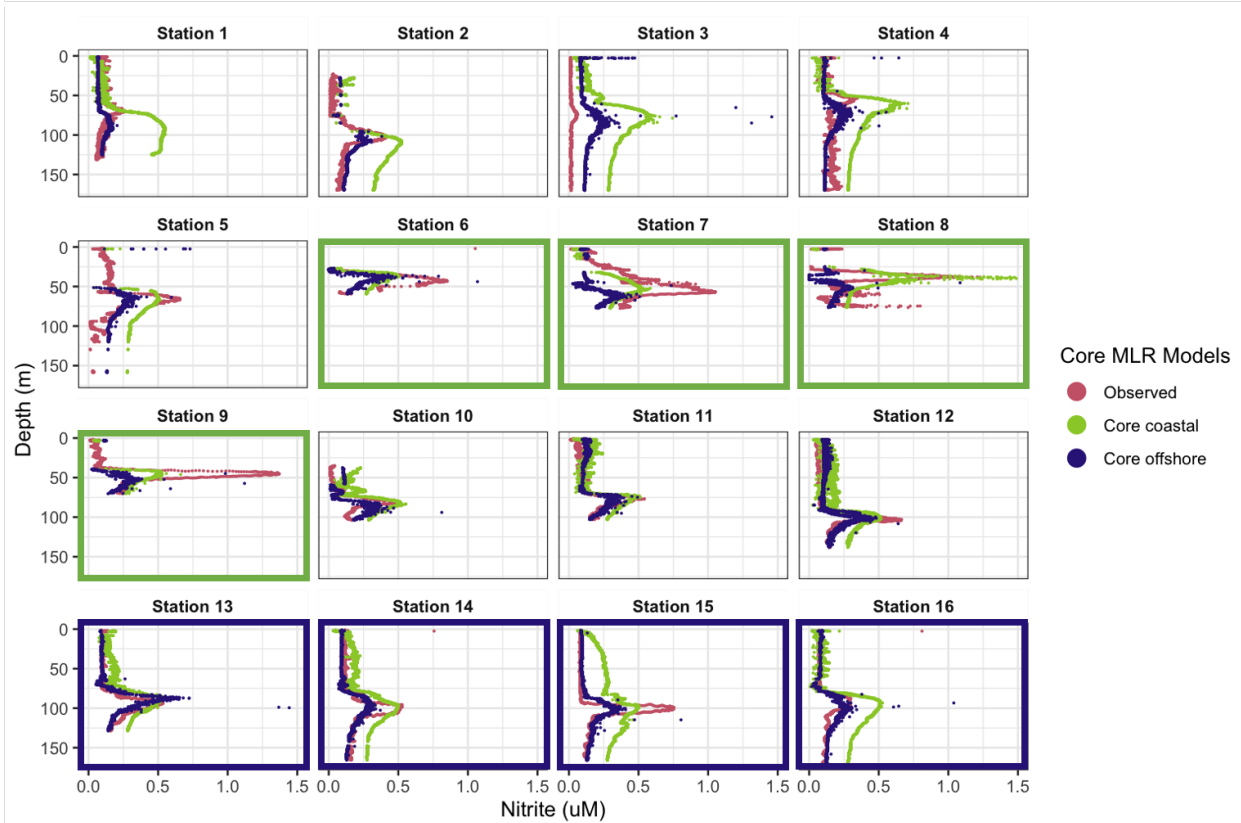 Station 1 Station 2 Station 3 Station 4
0
50
100
150
Station 5 Station 6 Station 7 Station 8
0
50
100
150
Station 9 Station 10 Station 11 Station 12
0
50
100
150
Station 13 Station 14 Station 15 Station 16
0
50
100
150
0.0 0.5 1.0 1.5 0.0 0.5 1.0 1.5 0.0 0.5 1.0 1.5 0.0 0.5 1.0 1.5
Nitrite (uM)
Depth (m)
Core MLR Models
Observed
Core coastal
Core offshore